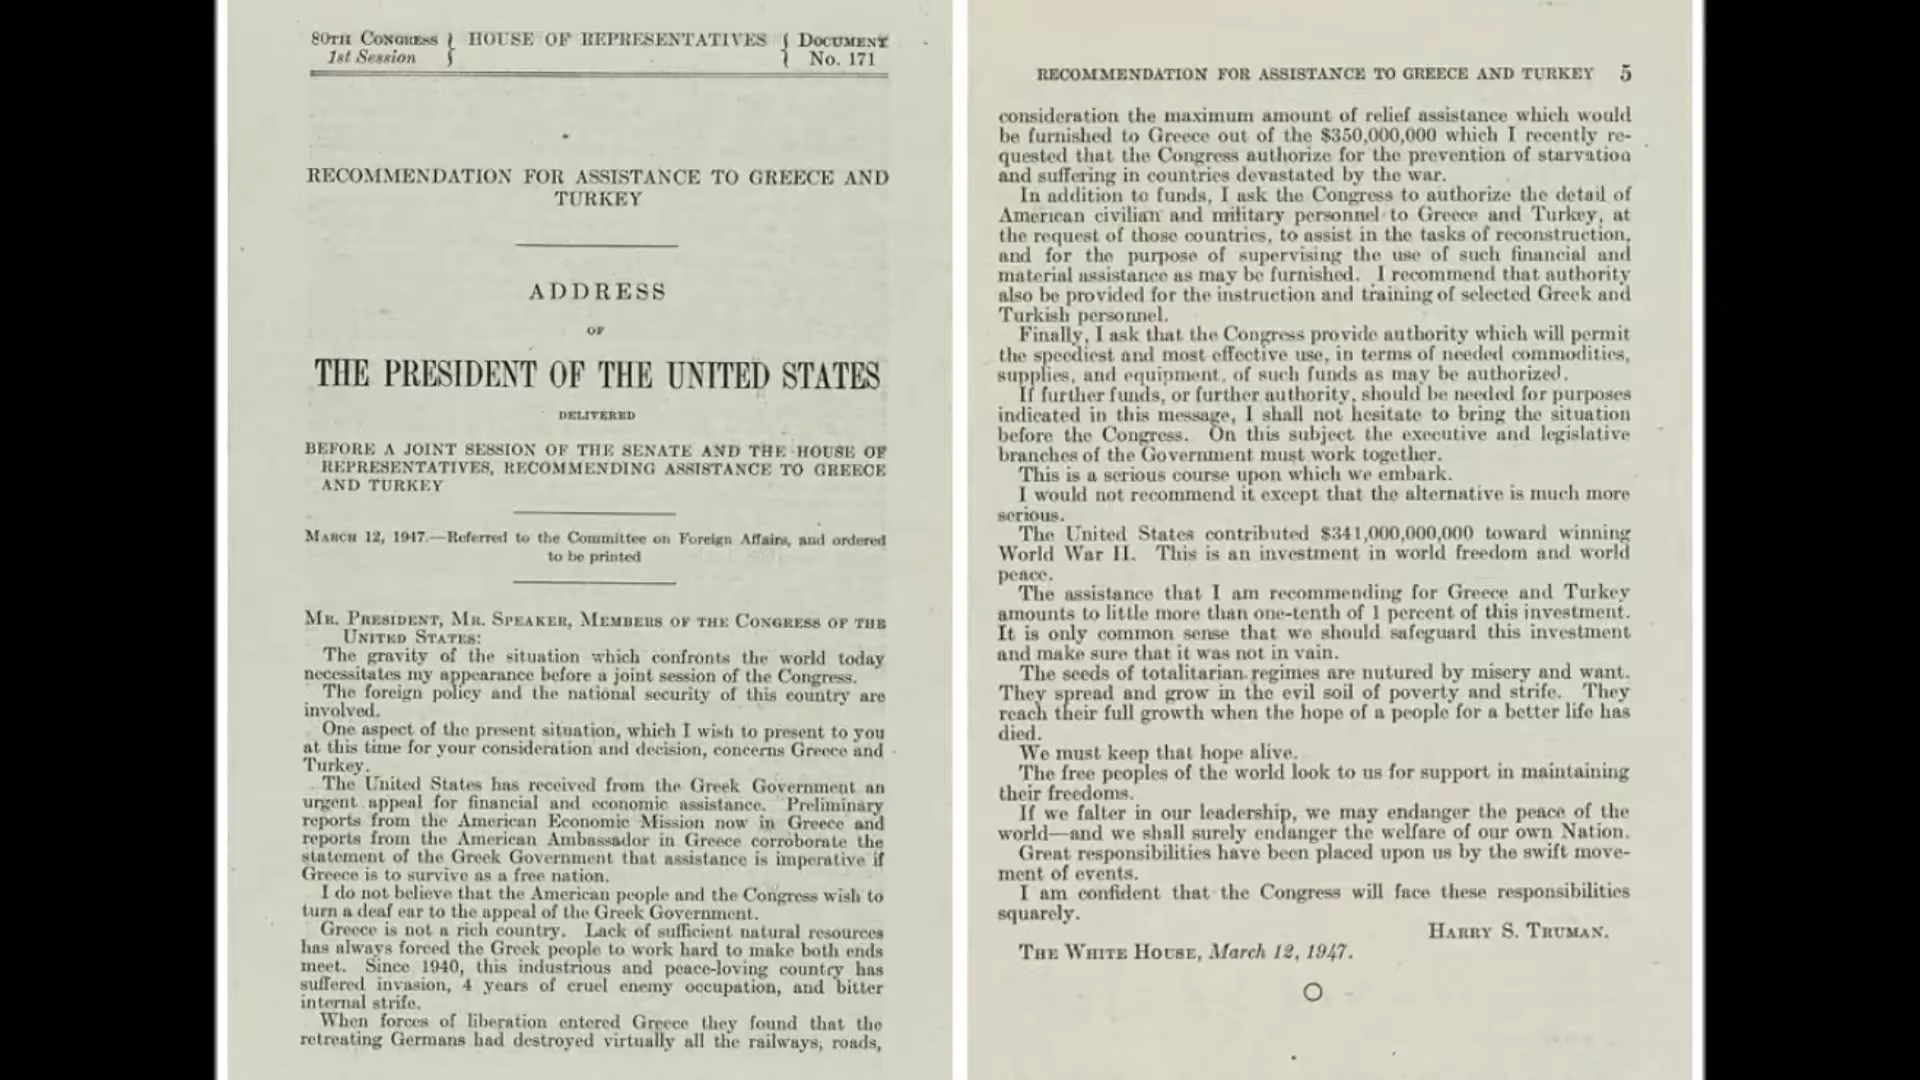 80TH CONGRESS
1st Session
HOUSE OF REPRESENTATIVES
DOCUMENT
No. 171
RECOMMENDATION FOR ASSISTANCE TO GREECE AND
TURKEY
ADDRESS
OF
THE PRESIDENT OF THE UNITED STATES
DELIVERED
BEFORE A JOINT SESSION OF THE SENATE AND THE HOUSE OF
REPRESENTATIVES, RECOMMENDING ASSISTANCE TO GREECE
AND TURKEY
MARCH 12, 1947.—Referred to the Committee on Foreign Affairs, and ordered
to be printed
MR. PRESIDENT, MR. SPEAKER, MEMBERS OF THE CONGRESS OF THE
UNITED STATES:
The gravity of the situation which confronts the world today
necessitates my appearance before a joint session of the Congress.
The foreign policy and the national security of this country are
involved.
One aspect of the present situation, which I wish to present to you
at this time for your consideration and decision, concerns Greece and
Turkey.
The United States has received from the Greek Government an
urgent appeal for financial and economic assistance. Preliminary
reports from the American Economic Mission now in Greece and
reports from the American Ambassador in Greece corroborate the
statement of the Greek Government that assistance is imperative if
Greece is to survive as a free nation.
I do not believe that the American people and the Congress wish to
turn a deaf ear to the appeal of the Greek Government.
Greece is not a rich country. Lack of sufficient natural resources
has always forced the Greek people to work hard to make both ends
meet. Since 1940, this industrious and peace-loving country has
suffered invasion, 4 years of cruel enemy occupation, and bitter
internal strife.
When forces of liberation entered Greece they found that the
retreating Germans had destroyed virtually all the railways, roads,
RECOMMENDATION FOR ASSISTANCE TO GREECE AND TURKEY 5
consideration the maximum amount of relief assistance which would
be furnished to Greece out of the $350,000,000 which I recently re-
quested that the Congress authorize for the prevention of starvation
and suffering in countries devastated by the war.
In addition to funds, I ask the Congress to authorize the detail of
American civilian and military personnel to Greece and Turkey, at
the request of those countries, to assist in the tasks of reconstruction,
and for the purpose of supervising the use of such financial and
material assistance as may be furnished. I recommend that authority
also be provided for the instruction and training of selected Greek and
Turkish personnel.
Finally, I ask that the Congress provide authority which will permit
the speediest and most effective use, in terms of needed commodities,
supplies, and equipment, of such funds as may be authorized.
If further funds, or further authority, should be needed for purposes
indicated in this message, I shall not hesitate to bring the situation
before the Congress. On this subject the executive and legislative
branches of the Government must work together.
This is a serious course upon which we embark.
I would not recommend it except that the alternative is much more
serious.
The United States contributed $341,000,000,000 toward winning
World War II. This is an investment in world freedom and world
peace.
The assistance that I am recommending for Greece and Turkey
amounts to little more than one-tenth of 1 percent of this investment.
It is only common sense that we should safeguard this investment
and make sure that it was not in vain.
The seeds of totalitarian regimes are nutured by misery and want.
They spread and grow in the evil soil of poverty and strife. They
reach their full growth when the hope of a people for a better life has
died.
We must keep that hope alive.
The free peoples of the world look to us for support in maintaining
their freedoms.
If we falter in our leadership, we may endanger the peace of the
world—and we shall surely endanger the welfare of our own Nation.
Great responsibilities have been placed upon us by the swift move-
ment of events.
I am confident that the Congress will face these responsibilities
squarely.
HARRY S. TRUMAN.
THE WHITE HOUSE, March 12, 1947.